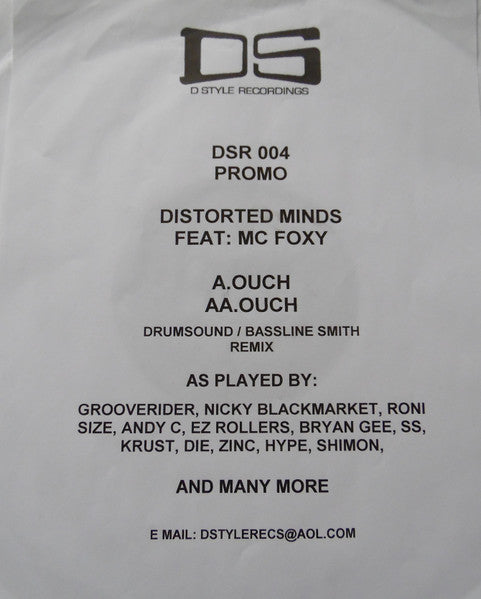 DS
D STYLE RECORDINGS
DSR 004
PROMO
DISTORTED MINDS
FEAT: MC FOXY
A.OUCH
AA.OUCH
DRUMSOUND / BASSLINE SMITH
REMIX
AS PLAYED BY:
GROOVERIDER, NICKY BLACKMARKET, RONI
SIZE, ANDY C, EZ ROLLERS, BRYAN GEE, SS,
KRUST, DIE, ZINC, HYPE, SHIMON,
AND MANY MORE
E MAIL: DSTYLERECS@AOL.COM